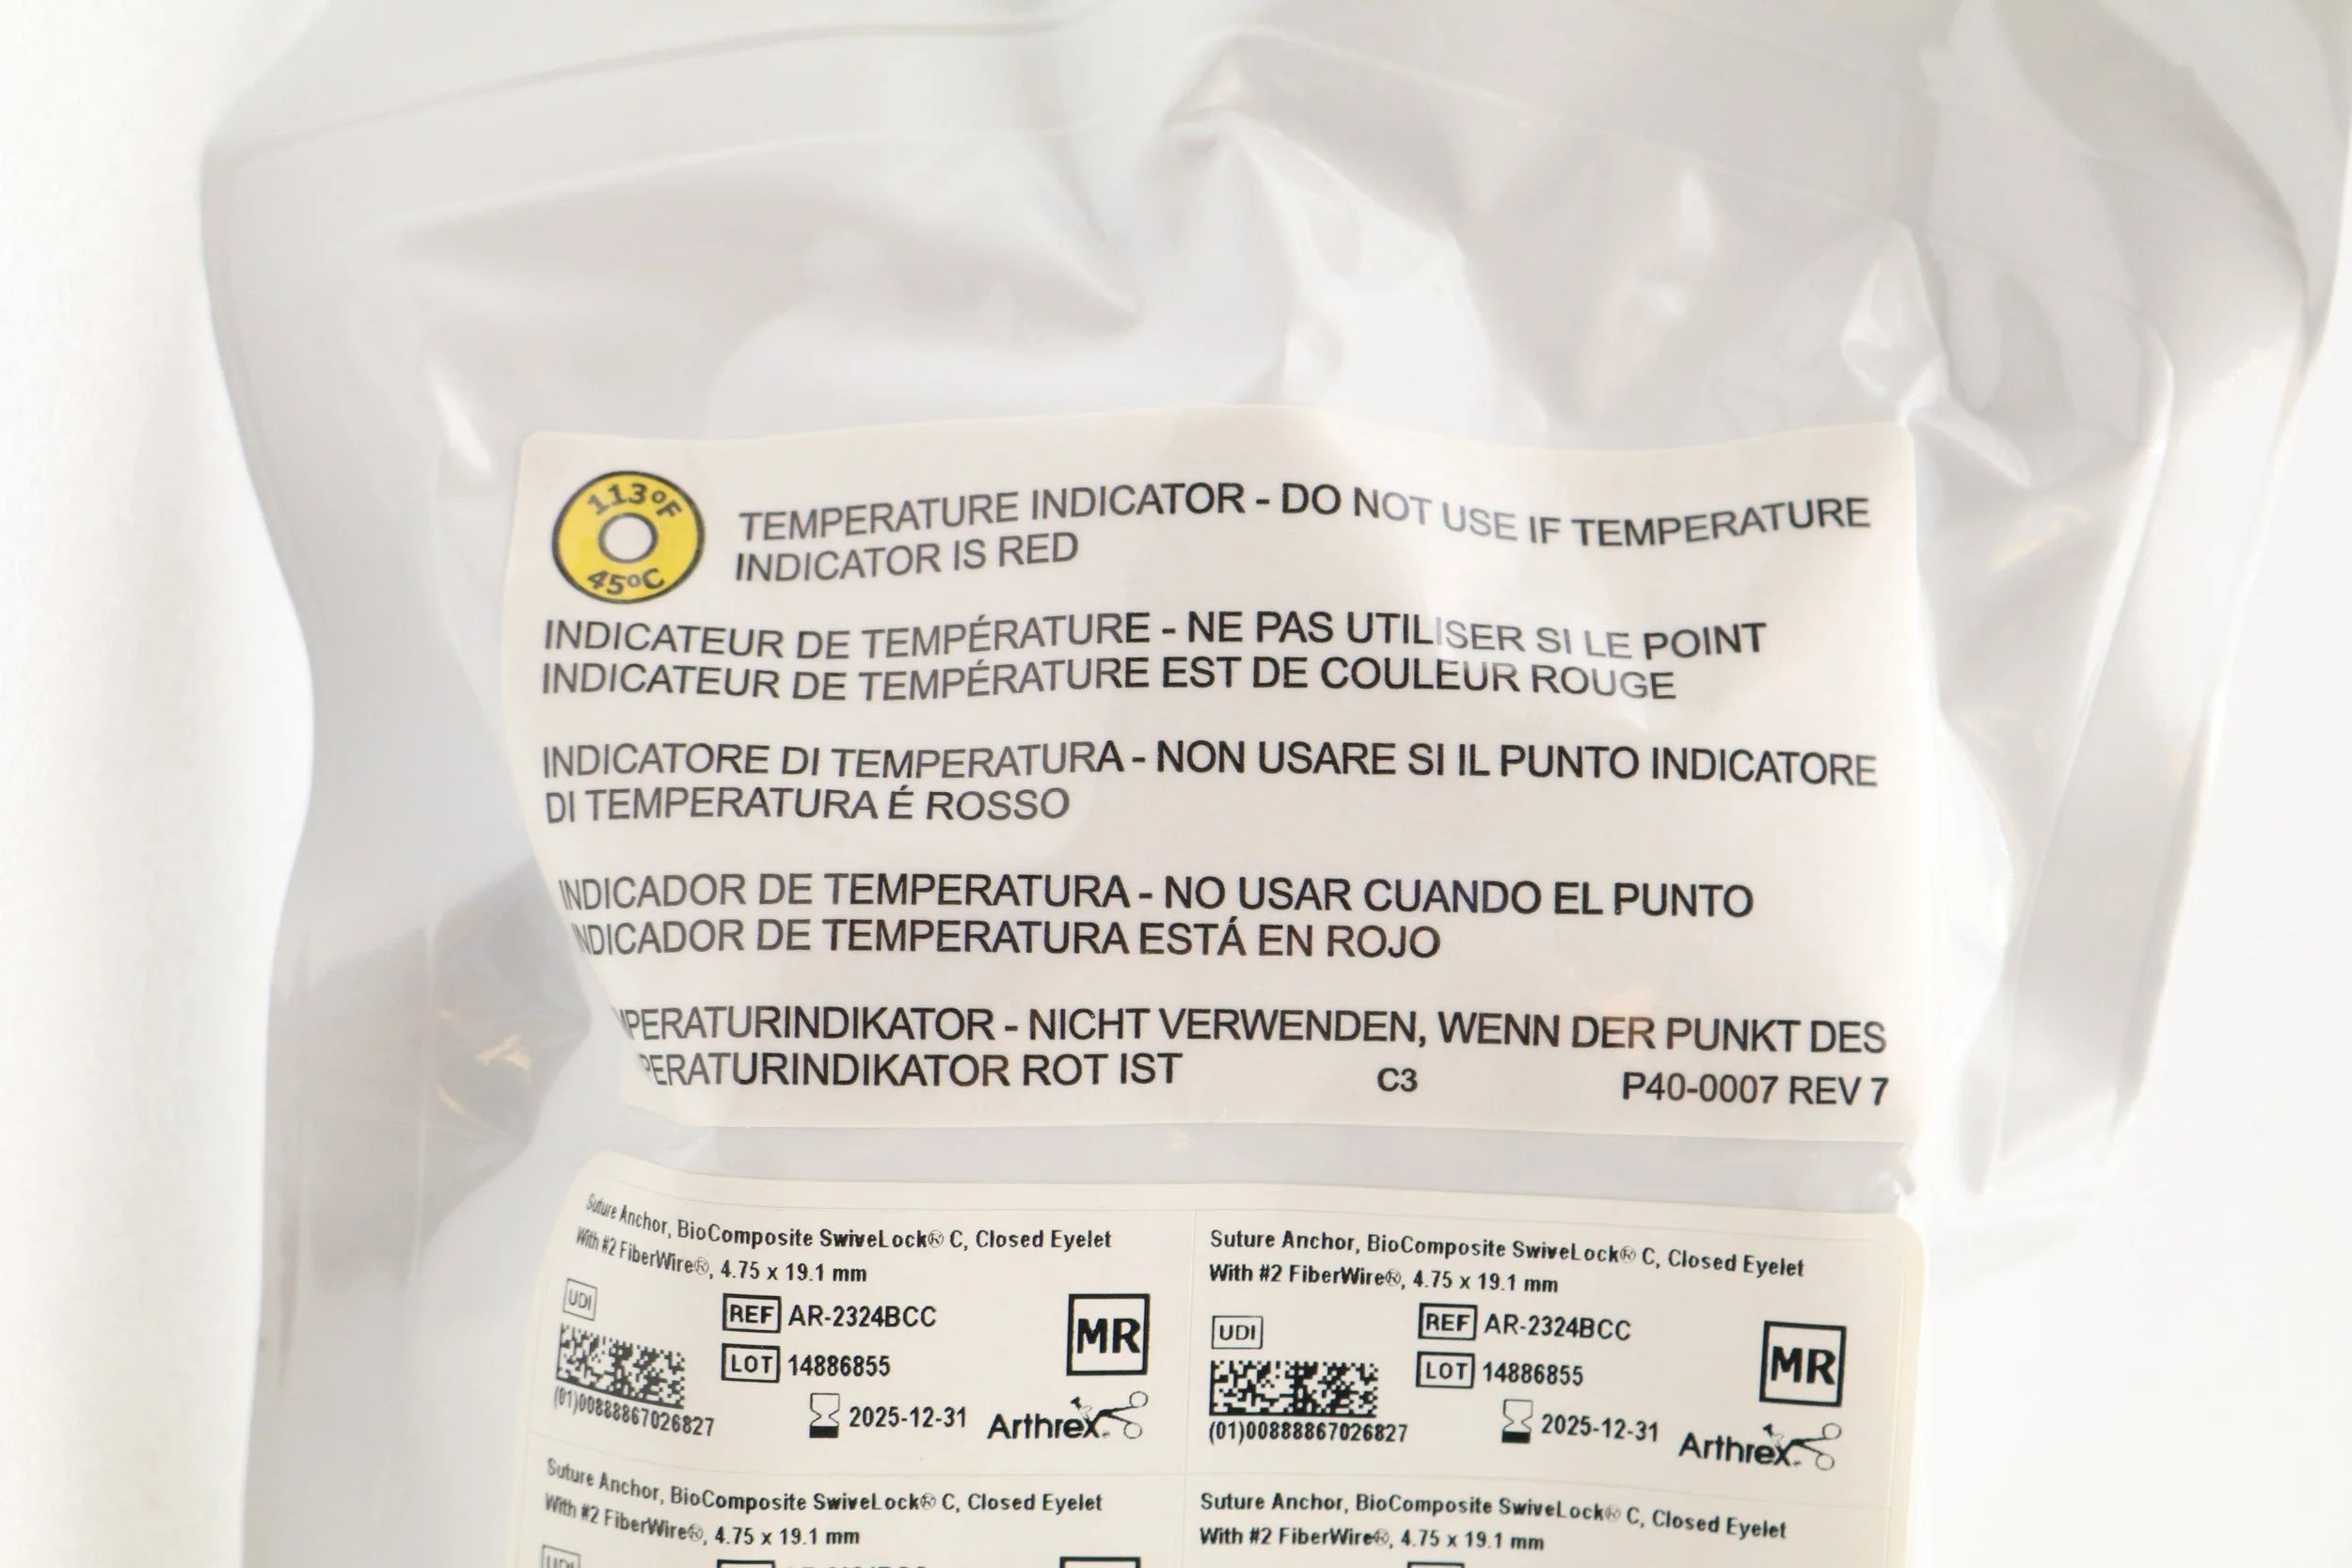 113°F
45°C
TEMPERATURE INDICATOR - DO NOT USE IF TEMPERATURE
INDICATOR IS RED
INDICATEUR DE TEMPÉRATURE - NE PAS UTILISER SI LE POINT
INDICATEUR DE TEMPÉRATURE EST DE COULEUR ROUGE
INDICATORE DI TEMPERATURA - NON USARE SI IL PUNTO INDICATORE
DI TEMPERATURA É ROSSO
INDICADOR DE TEMPERATURA - NO USAR CUANDO EL PUNTO
INDICADOR DE TEMPERATURA ESTÁ EN ROJO
PERATURINDIKATOR - NICHT VERWENDEN, WENN DER PUNKT DES
PERATURINDIKATOR ROT IST
C3
P40-0007 REV 7
Suture Anchor, BioComposite SwiveLock® C, Closed Eyelet
With #2 FiberWire®, 4.75 x 19.1 mm
UDI
REF AR-2324BCC
MR
LOT 14886855
(01)00888867026827
2025-12-31
Arthrex
Suture Anchor, BioComposite SwiveLock® C, Closed Eyelet
With #2 FiberWire®, 4.75 x 19.1 mm
UDI
REF AR-2324BCC
MR
LOT 14886855
(01)00888867026827
2025-12-31
Arthrex
Suture Anchor, BioComposite SwiveLock® C, Closed Eyelet
With #2 FiberWire®, 4.75 x 19.1 mm
UDI
Suture Anchor, BioComposite SwiveLock® C, Closed Eyelet
With #2 FiberWire®, 4.75 x 19.1 mm